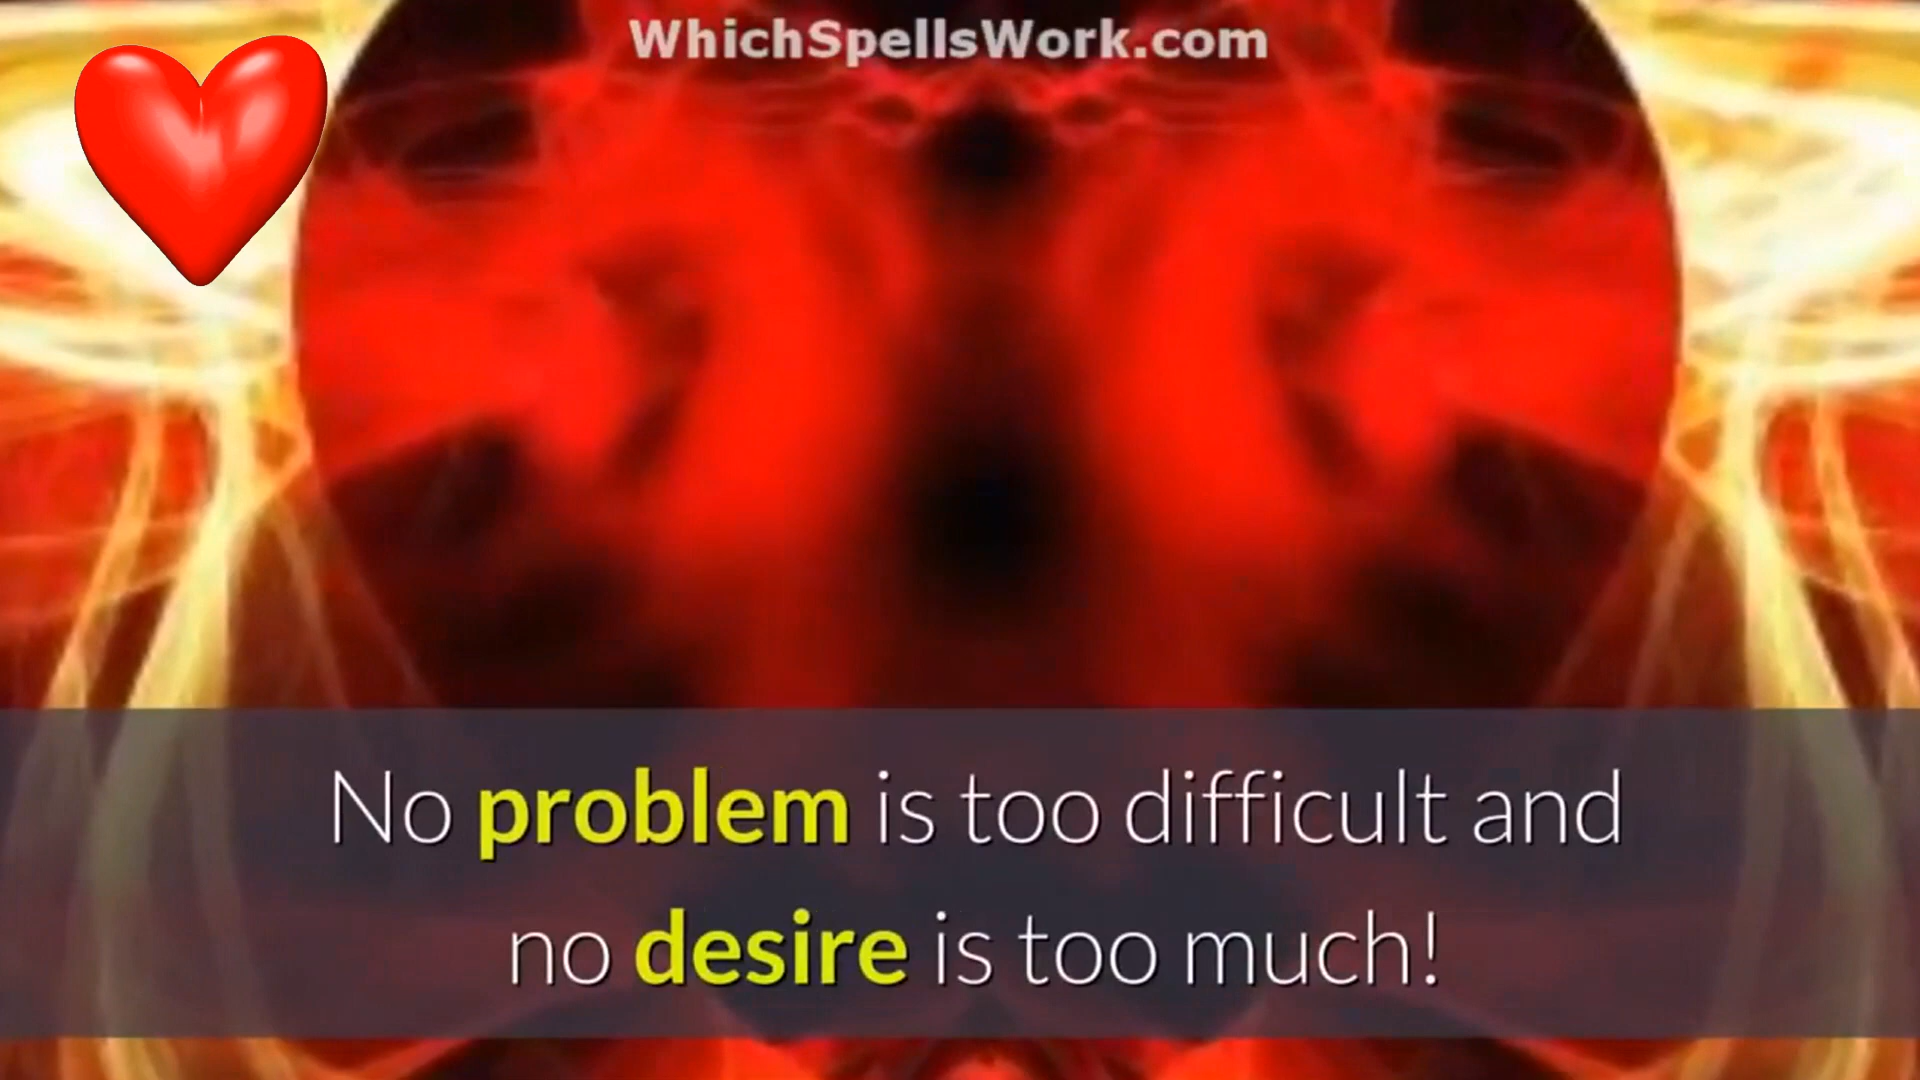 WhichSpellsWork.com
No problem is too difficult and
no desire is too much!